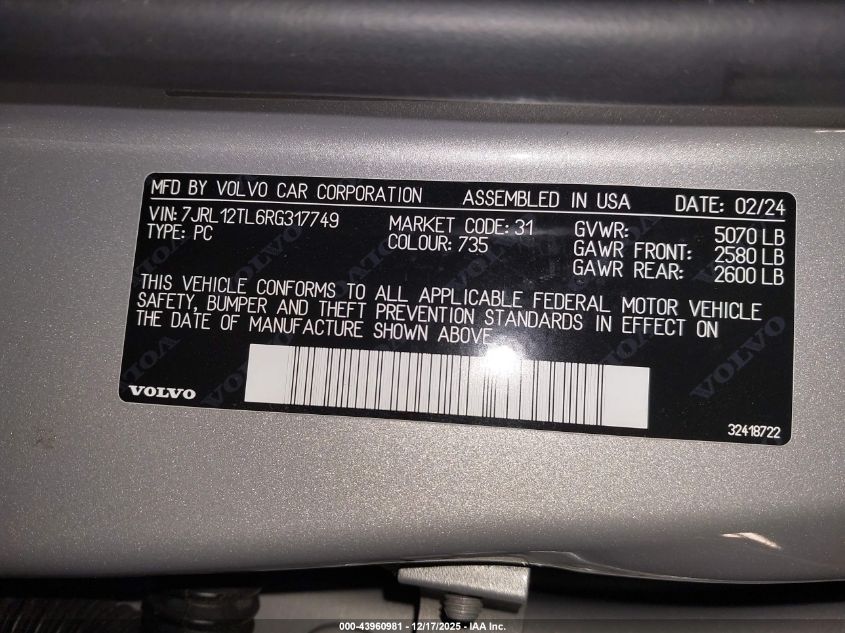 MFD BY VOLVO CAR CORPORATION ASSEMBLED IN USA DATE: 02/24
VIN: 7JRL12TL6RG317749 MARKET CODE: 31 GVWR: 5070 LB
TYPE: PC COLOUR: 735 GAWR FRONT: 2580 LB
GAWR REAR: 2600 LB
THIS VEHICLE CONFORMS TO ALL APPLICABLE FEDERAL MOTOR VEHICLE
SAFETY, BUMPER AND THEFT PREVENTION STANDARDS IN EFFECT ON
THE DATE OF MANUFACTURE SHOWN ABOVE
VOLVO
VOLVO
32418722
000-43960981 - 12/17/2025 - IAA Inc.